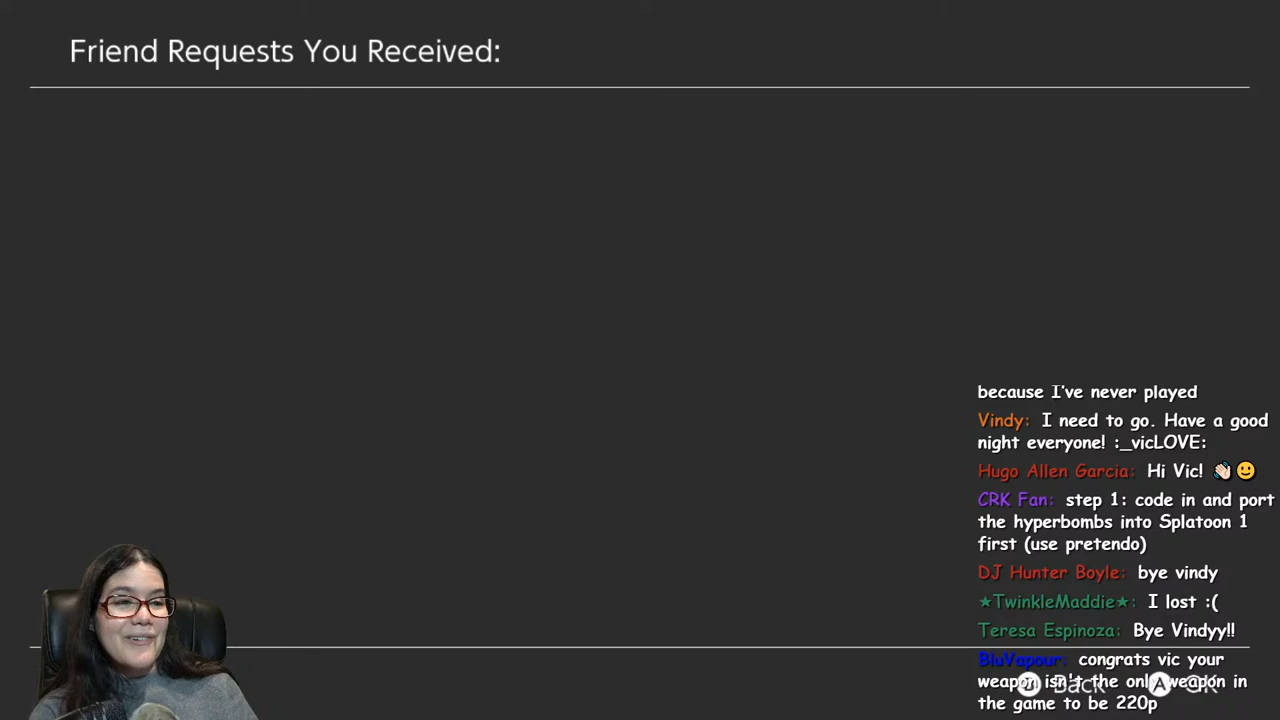 Friend Requests You Received:
because I've never played
Vindy: I need to go. Have a good
night everyone! :_vicLOVE:
Hugo Allen Garcia: Hi Vic! 👋🏻🙂
CRK Fan: step 1: code in and port
the hyperbombs into Splatoon 1
first (use pretendo)
DJ Hunter Boyle: bye vindy
★TwinkleMaddie★: I lost :(
Teresa Espinoza: Bye Vindyy!!
BluVapour: congrats vic your
weapon isn't the only weapon in
the game to be 220p
Back
A OK